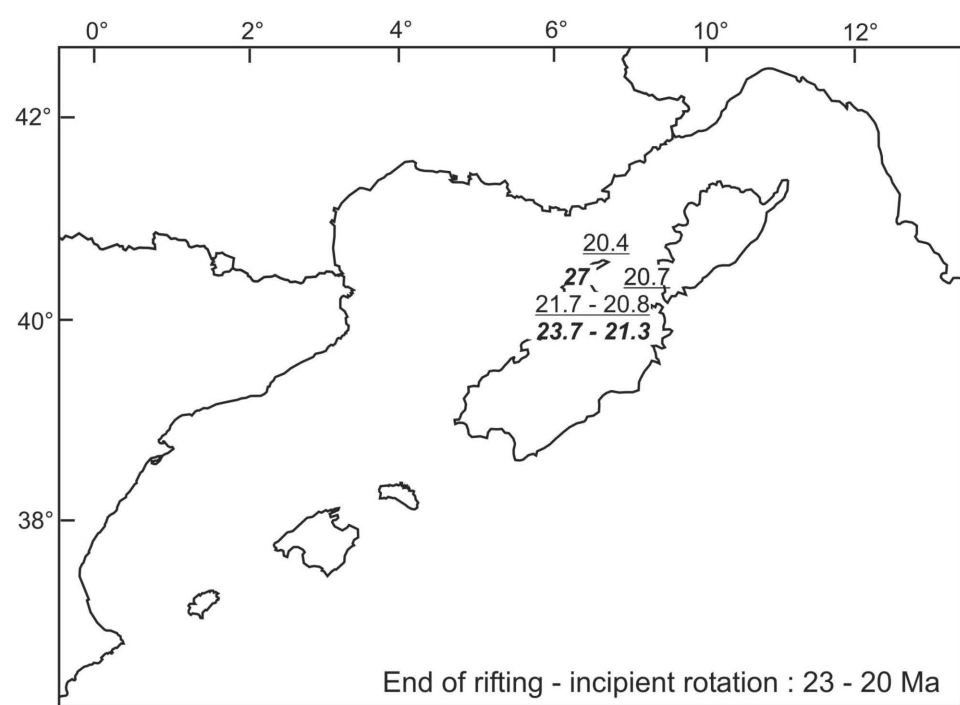 0° 2° 4° 6° 10° 12°
42°
20.4
27 20.7
21.7 - 20.8
40° 23.7 - 21.3
38°
End of rifting - incipient rotation : 23 - 20 Ma